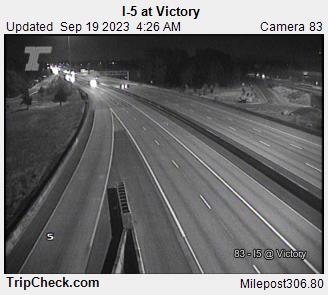 I-5 at Victory
Updated Sep 19 2023 4:26 AM Camera 83
S
83 - I5 @ Victory
TripCheck.com Milepost306.80